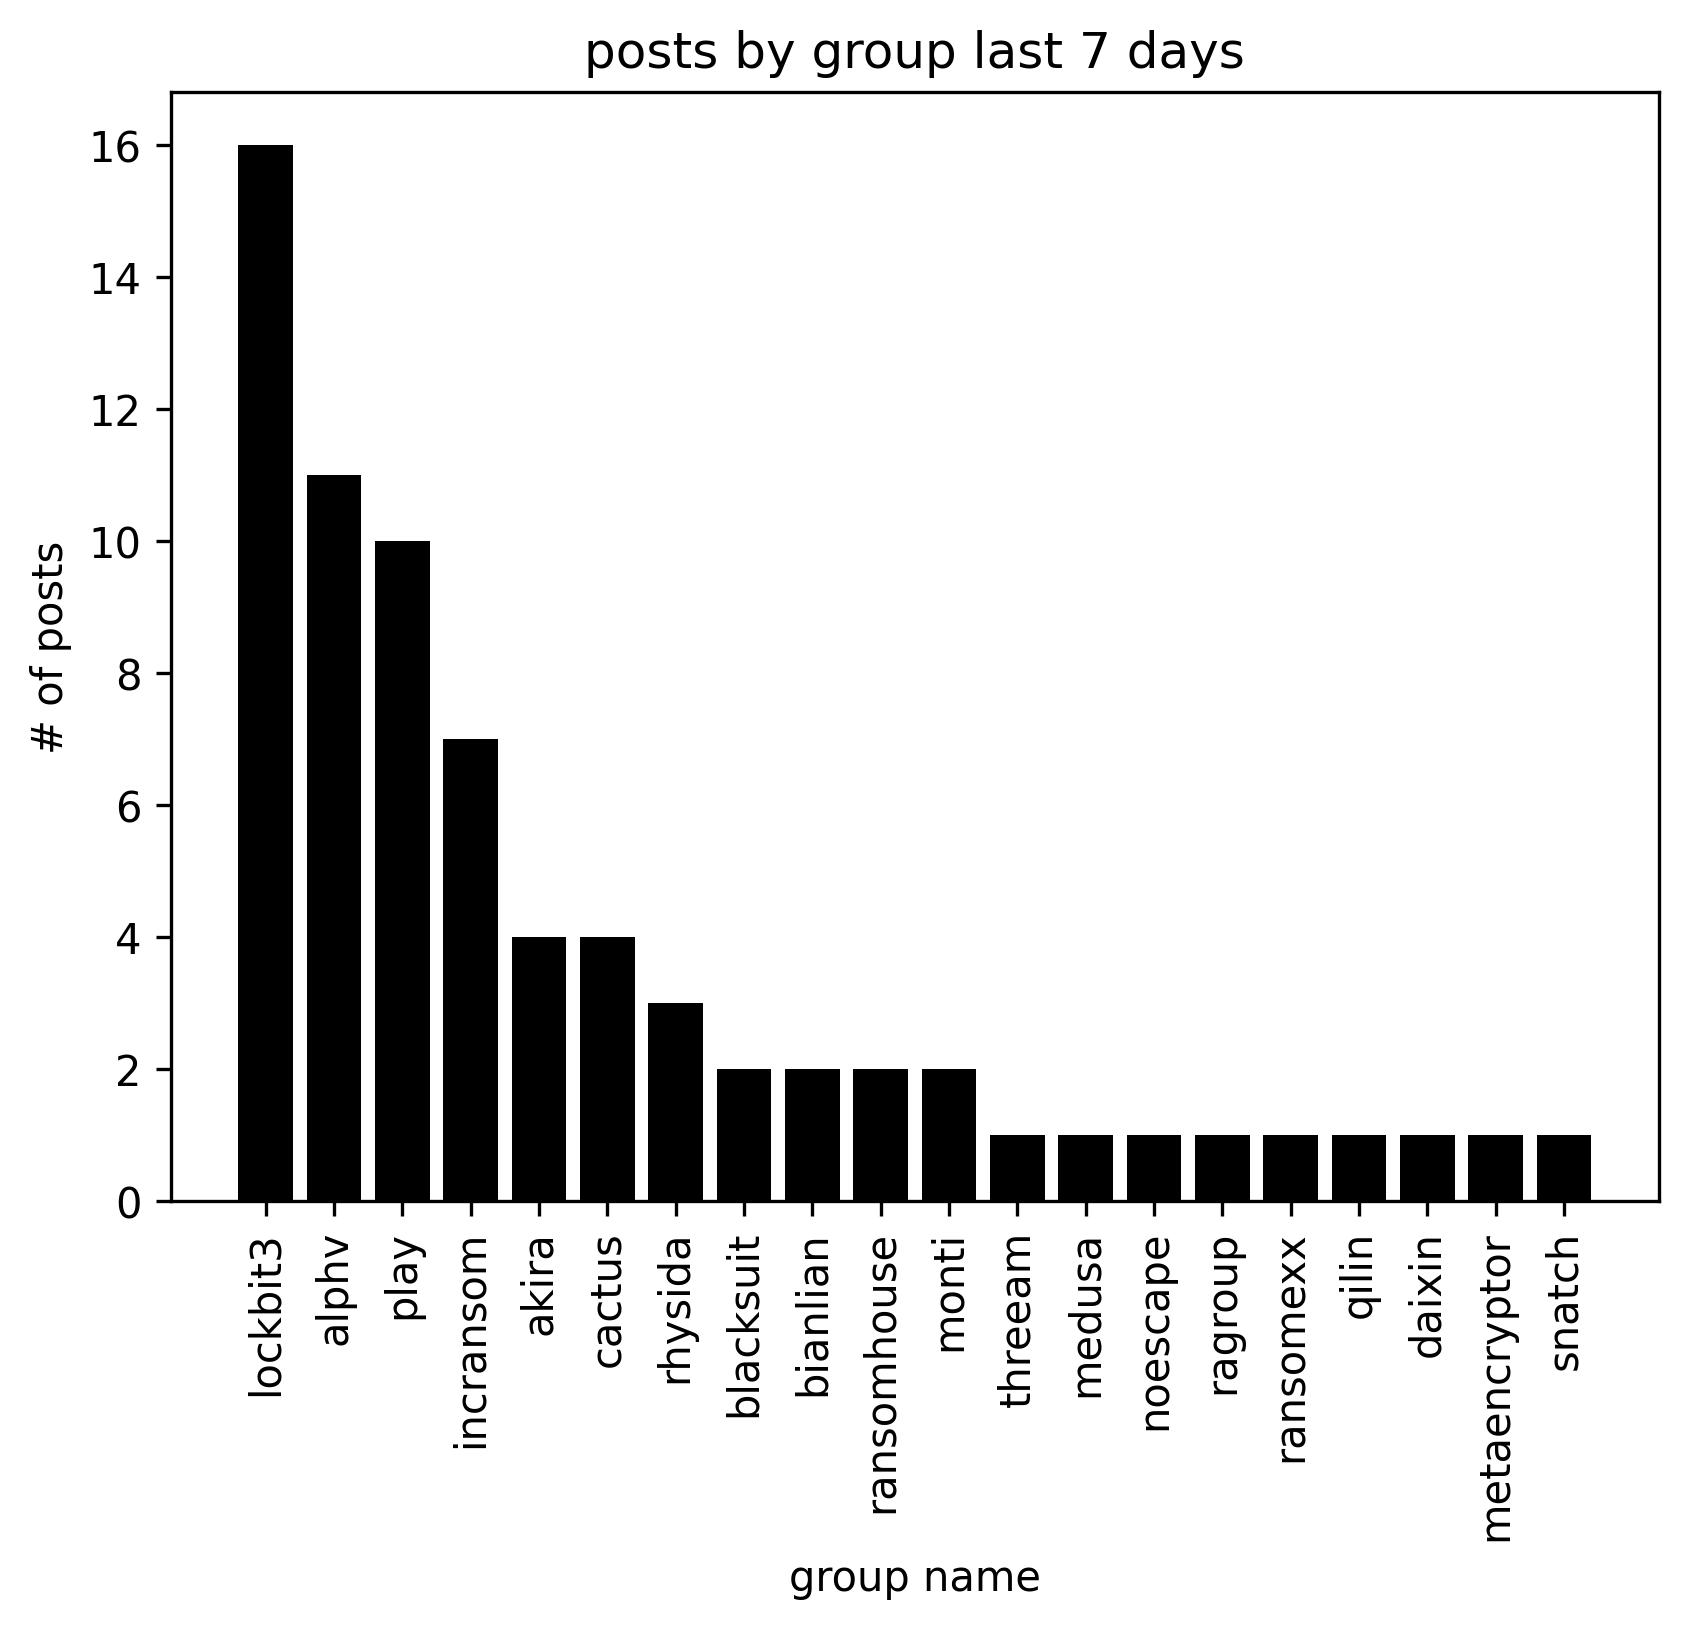 posts by group last 7 days
# of posts
16
14
12
10
8
6
4
2
0
lockbit3
alphv
play
incransom
akira
cactus
rhysida
blacksuit
bianlian
ransomhouse
monti
threeam
medusa
noescape
ragroup
ransomexx
qilin
daixin
metaencryptor
snatch
group name